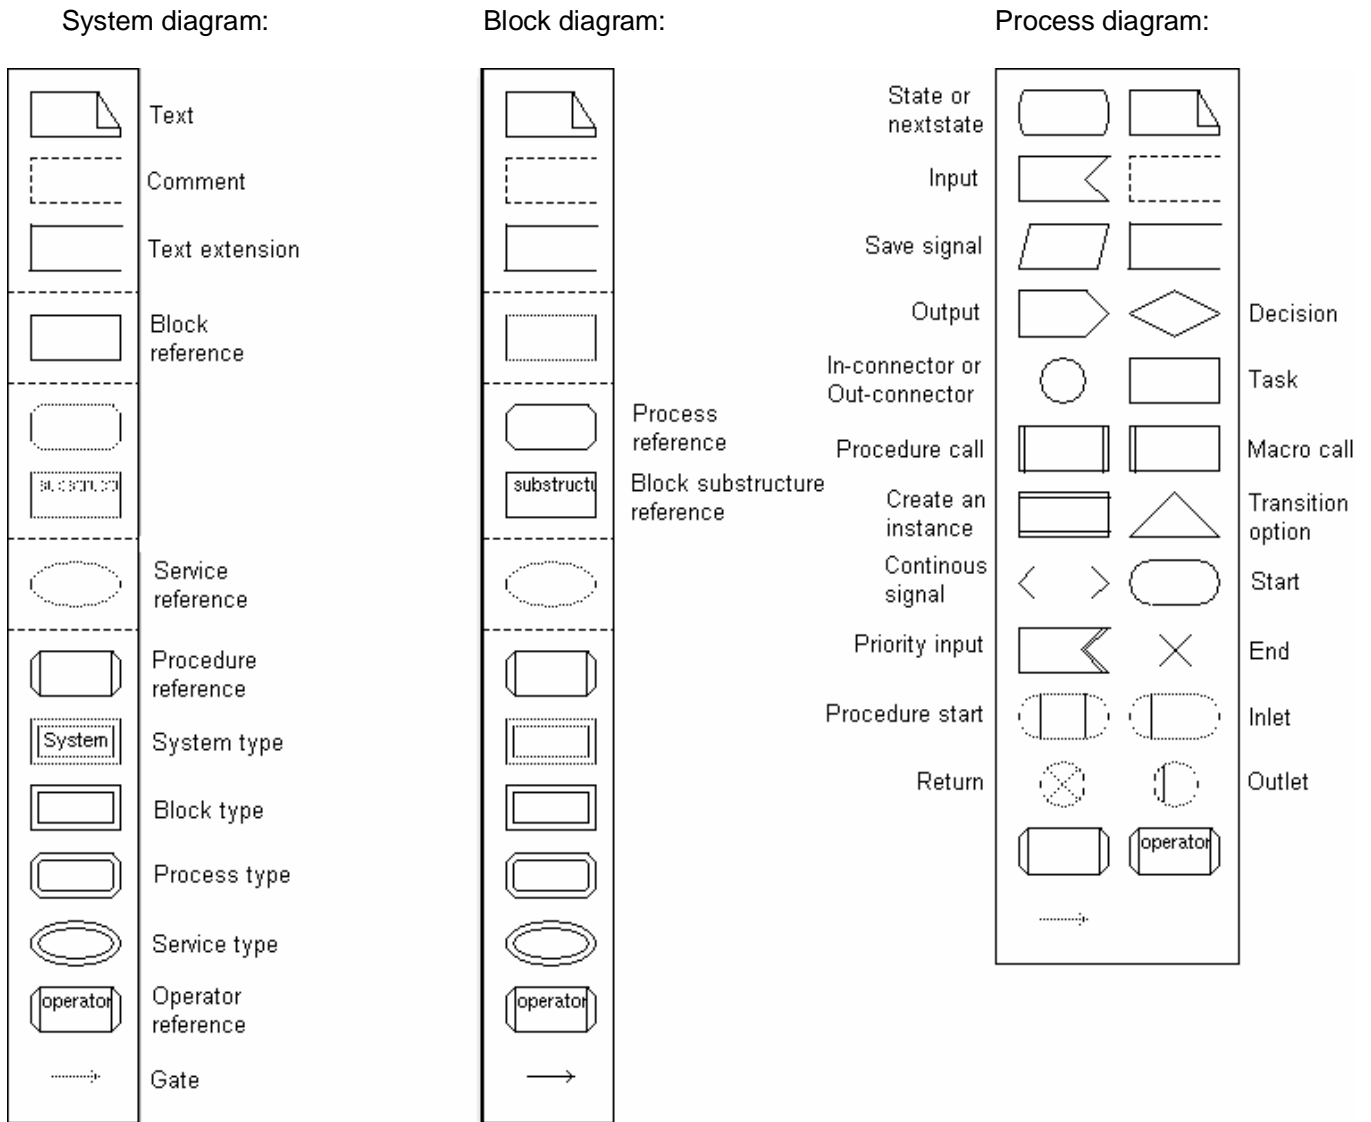 System diagram:
Block diagram:
Process diagram:
Text
Comment
Text extension
Block
reference
Service
reference
Procedure
reference
System
System type
Block type
Process type
Service type
operator
Operator
reference
Gate
Process
reference
substructu
Block substructure
reference
operator
State or
nextstate
Input
Save signal
Output
Decision
In-connector or
Out-connector
Task
Procedure call
Macro call
Create an
instance
Transition
option
Continous
signal
Start
Priority input
End
Procedure start
Inlet
Return
Outlet
operator